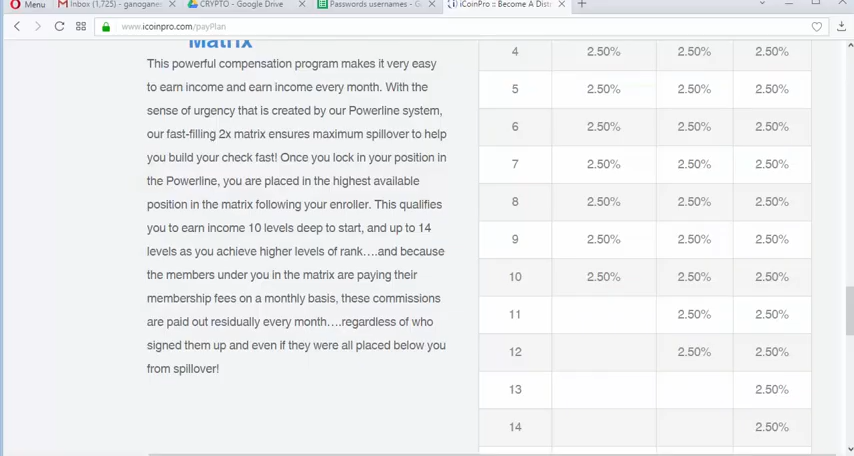 Menu
Inbox (1,725) - ganogane
CRYPTO - Google Drive
Passwords usernames - G
iCoinPro :: Become A Dist
www.icoinpro.com/payPlan
Matrix
This powerful compensation program makes it very easy
to earn income and earn income every month. With the
sense of urgency that is created by our Powerline system,
our fast-filling 2x matrix ensures maximum spillover to help
you build your check fast! Once you lock in your position in
the Powerline, you are placed in the highest available
position in the matrix following your enroller. This qualifies
you to earn income 10 levels deep to start, and up to 14
levels as you achieve higher levels of rank….and because
the members under you in the matrix are paying their
membership fees on a monthly basis, these commissions
are paid out residually every month….regardless of who
signed them up and even if they were all placed below you
from spillover!
4 2.50% 2.50% 2.50%
5 2.50% 2.50% 2.50%
6 2.50% 2.50% 2.50%
7 2.50% 2.50% 2.50%
8 2.50% 2.50% 2.50%
9 2.50% 2.50% 2.50%
10 2.50% 2.50% 2.50%
11 2.50% 2.50%
12 2.50% 2.50%
13 2.50%
14 2.50%